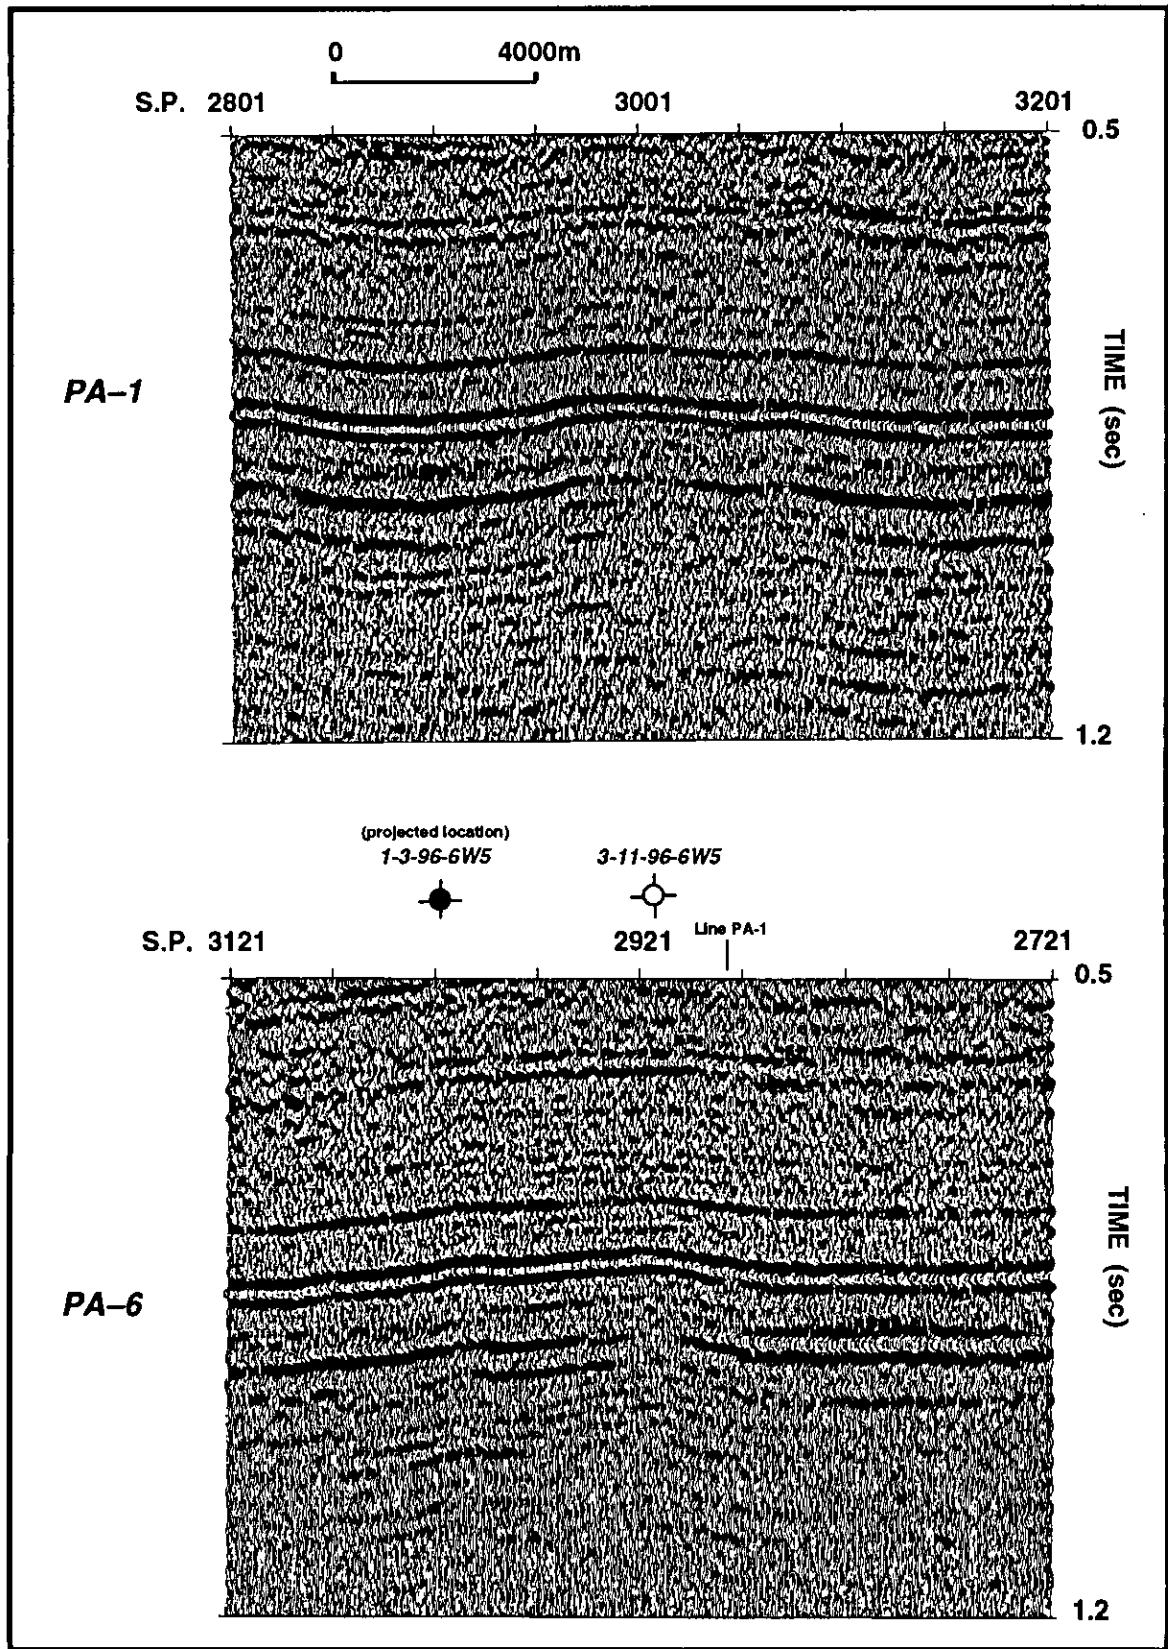 0 4000m
S.P. 2801 3001 3201
0.5
PA–1
TIME (sec)
1.2
(projected location)
1-3-96-6W5 3-11-96-6W5
S.P. 3121 2921 Line PA-1 2721
0.5
PA–6
TIME (sec)
1.2